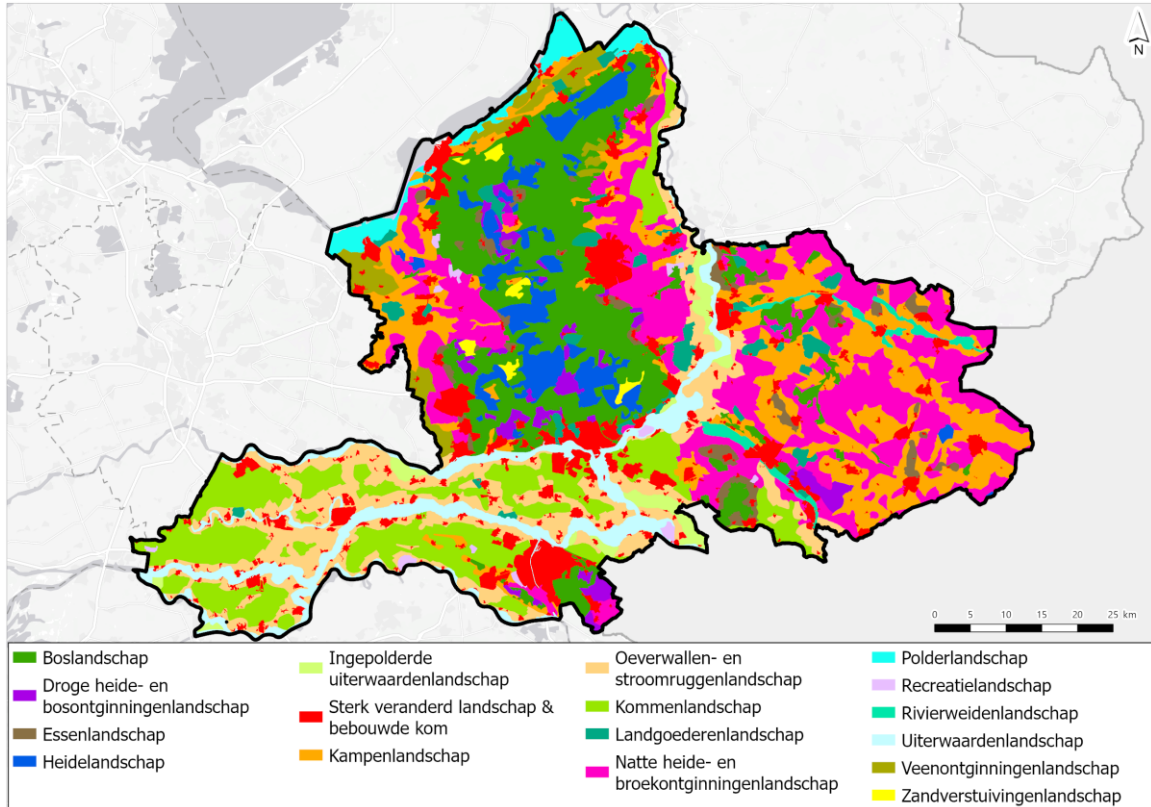 N
0 5 10 15 20 25 km
Boslandschap
Droge heide- en
bosontginningenlandschap
Essenlandschap
Heidelandschap
Ingepolderde
uiterwaardenlandschap
Sterk veranderd landschap &
bebouwde kom
Kampenlandschap
Oeverwallen- en
stroomruggenlandschap
Kommenlandschap
Landgoederenlandschap
Natte heide- en
broekontginningenlandschap
Polderlandschap
Recreatielandschap
Rivierweidenlandschap
Uiterwaardenlandschap
Veenontginningenlandschap
Zandverstuivingenlandschap